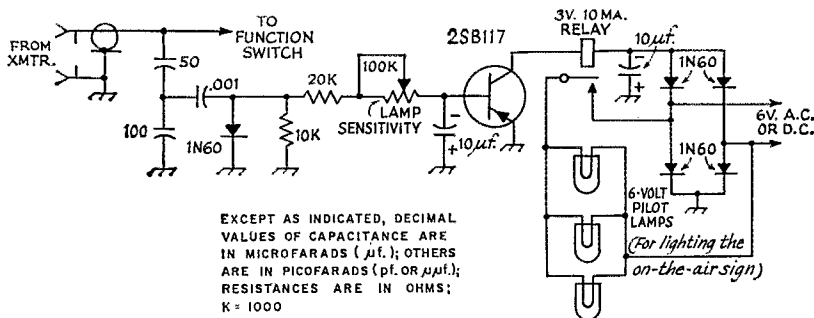 FROM
XMTR.
TO
FUNCTION
SWITCH
50
.001
100
1N60
10K
20K
100K
LAMP
SENSITIVITY
10µf.
2SB117
3V. 10 MA.
RELAY
10µf.
1N60
6V. A.C.
OR D.C.
1N60
6-VOLT
PILOT
LAMPS
(For lighting the
on-the-air sign)
EXCEPT AS INDICATED, DECIMAL
VALUES OF CAPACITANCE ARE
IN MICROFARADS (µf.); OTHERS
ARE IN PICOFARADS (pf. OR µµf.);
RESISTANCES ARE IN OHMS;
K= 1000